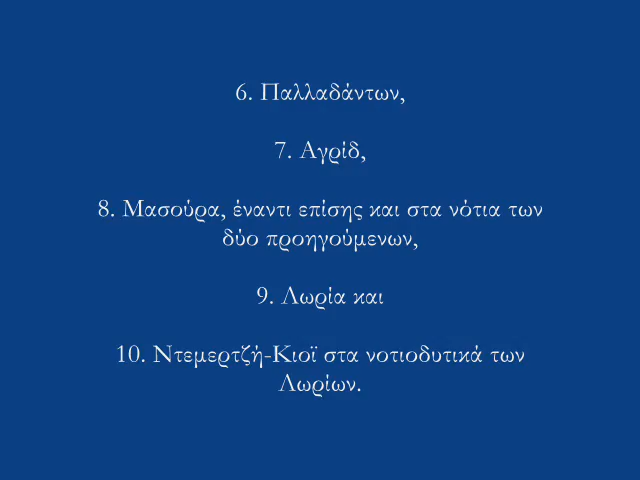 6. Παλλαδάντων,
7. Αγρίδ,
8. Μασούρα, έναντι επίσης και στα νότια των
δύο προηγούμενων,
9. Λωρία και
10. Ντεμερτζή-Κιοϊ στα νοτιοδυτικά των
Λωρίων.